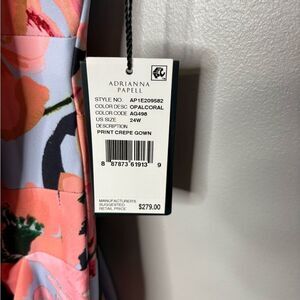 ADRIANNA
PAPELL
STYLE NO: AP1E209582
COLOR DESC: OPALCORAL
COLOR CODE: AG498
US SIZE: 24W
DESCRIPTION:
PRINT CREPE GOWN
8 87873 61913 9
MANUFACTURER'S
SUGGESTED
RETAIL PRICE $279.00